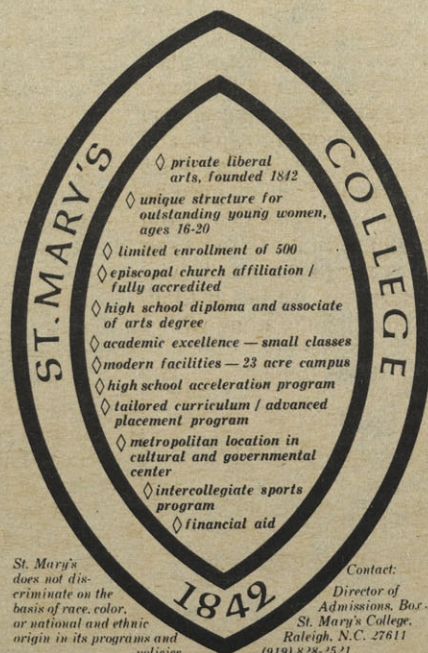 ST. MARY'S
COLLEGE
◊ private liberal
arts, founded 1842
◊ unique structure for
outstanding young women,
ages 16-20
◊ limited enrollment of 500
◊ episcopal church affiliation /
fully accredited
◊ high school diploma and associate
of arts degree
◊ academic excellence — small classes
◊ modern facilities — 23 acre campus
◊ high school acceleration program
◊ tailored curriculum / advanced
placement program
◊ metropolitan location in
cultural and governmental
center
◊ intercollegiate sports
program
◊ financial aid
1842
St. Mary's
does not dis-
criminate on the
basis of race, color,
or national and ethnic
origin in its programs and
policies
Contact:
Director of
Admissions, Box -
St. Mary's College,
Raleigh, N.C. 27611
(919) 828-2521